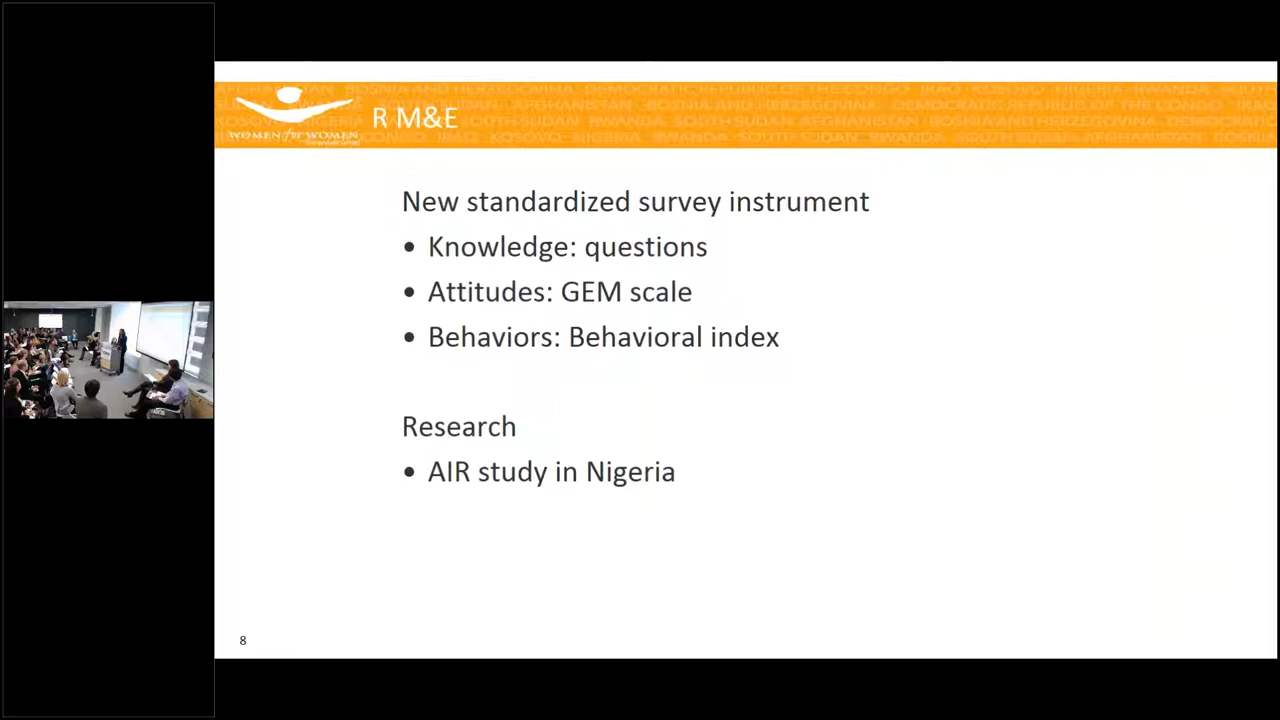 R M&E
WOMEN for WOMEN
international
New standardized survey instrument
• Knowledge: questions
• Attitudes: GEM scale
• Behaviors: Behavioral index
Research
• AIR study in Nigeria
8